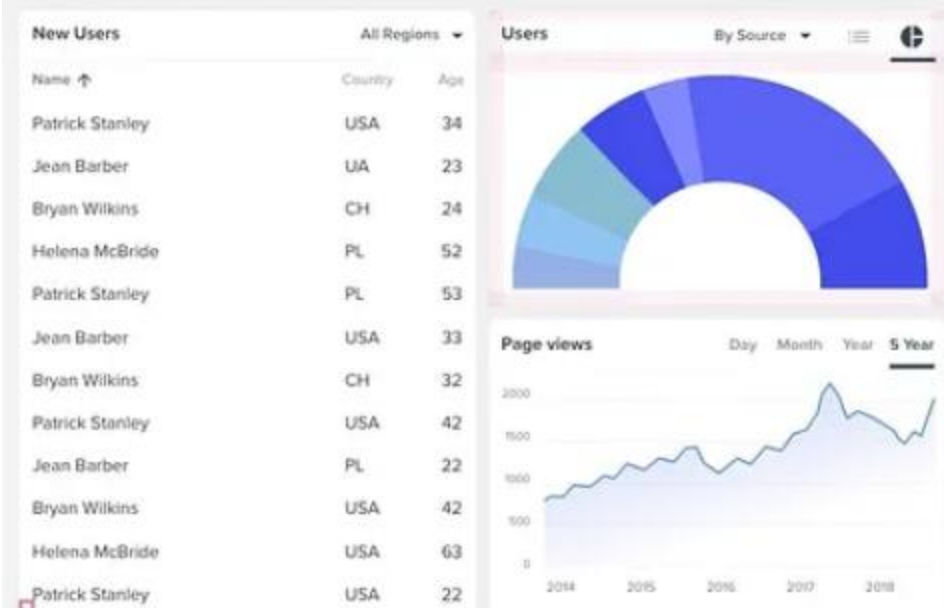 New Users All Regions
Name Country Age
Patrick Stanley USA 34
Jean Barber UA 23
Bryan Wilkins CH 24
Helena McBride PL 52
Patrick Stanley PL 53
Jean Barber USA 33
Bryan Wilkins CH 32
Patrick Stanley USA 42
Jean Barber PL 22
Bryan Wilkins USA 42
Helena McBride USA 63
Patrick Stanley USA 22
Users By Source
Page views Day Month Year 5 Year
2000
1500
1000
500
0
2014 2015 2016 2017 2018